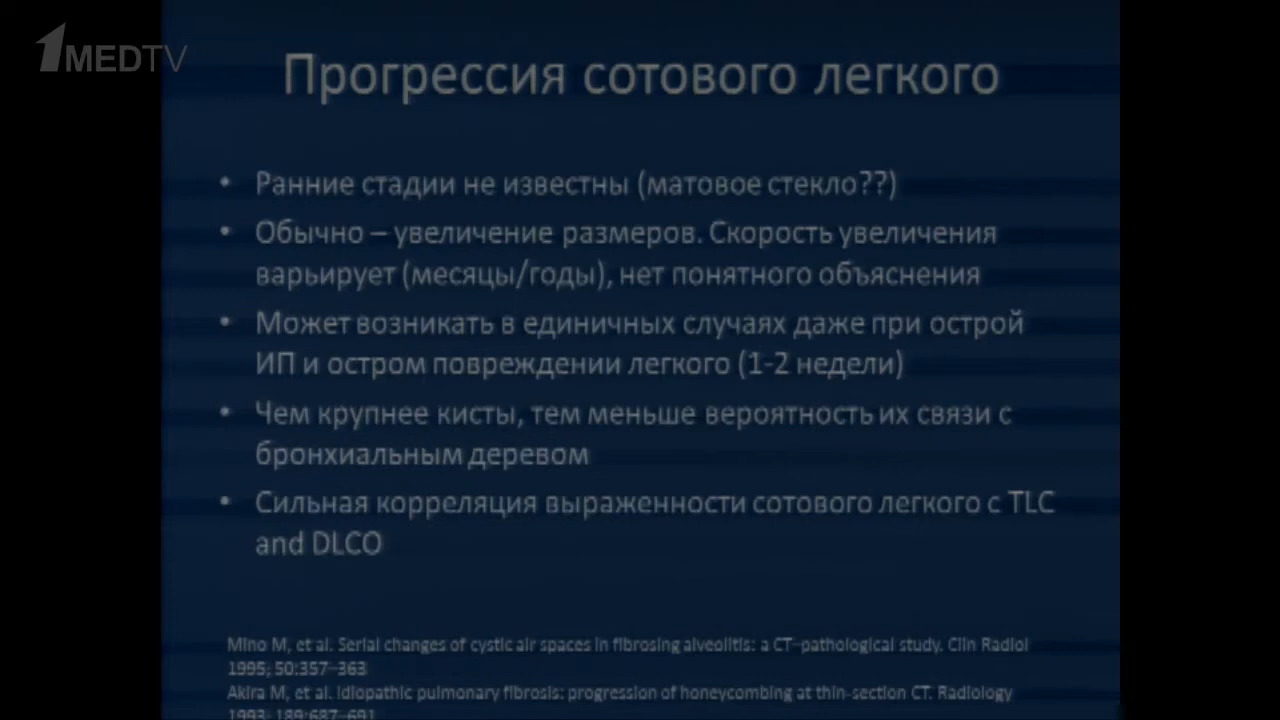 1MEDTV
Прогрессия сотового легкого
• Ранние стадии не известны (матовое стекло??)
• Обычно – увеличение размеров. Скорость увеличения
варьирует (месяцы/годы), нет понятного объяснения
• Может возникать в единичных случаях даже при острой
ИП и остром повреждении легкого (1-2 недели)
• Чем крупнее кисты, тем меньше вероятность их связи с
бронхиальным деревом
• Сильная корреляция выраженности сотового легкого с TLC
and DLCO
Mino M, et al. Serial changes of cystic air spaces in fibrosing alveolitis: a CT–pathological study. Clin Radiol
1995; 50:357–363
Akira M, et al. Idiopathic pulmonary fibrosis: progression of honeycombing at thin-section CT. Radiology
1993; 189:687–691